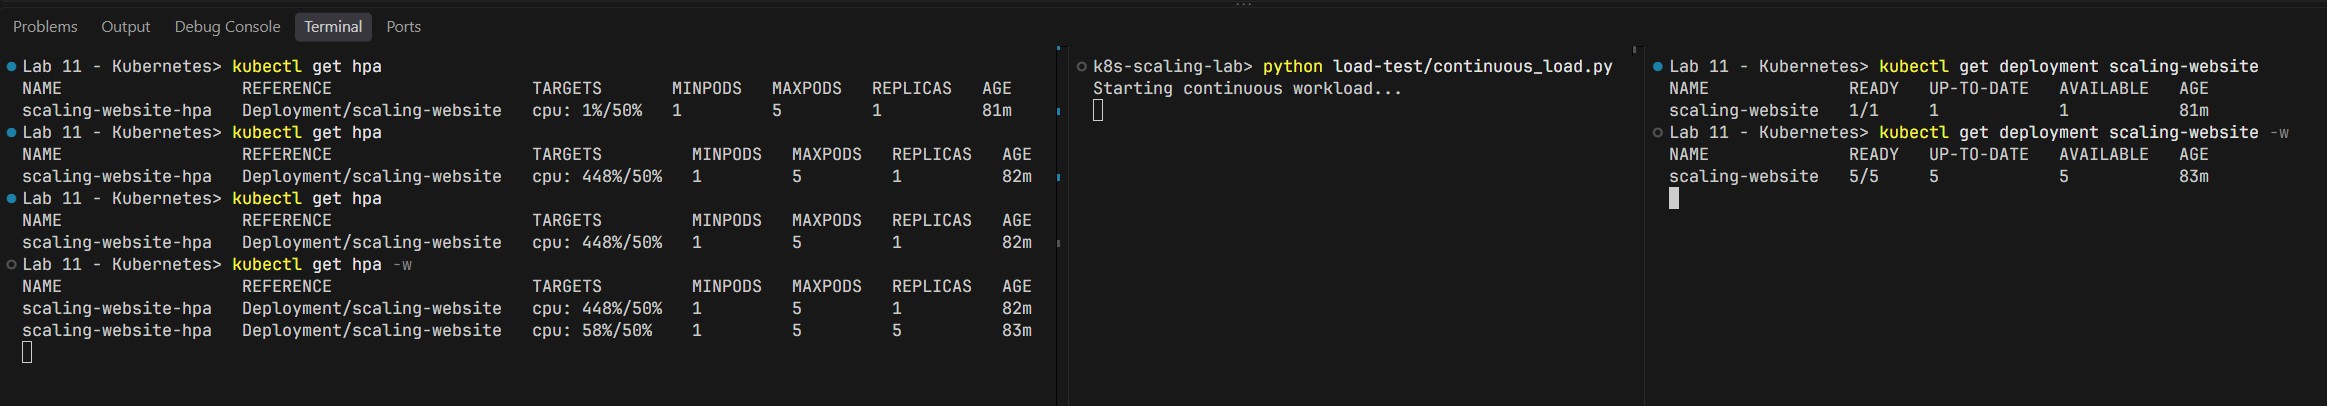 Problems Output Debug Console Terminal Ports
Lab 11 - Kubernetes> kubectl get hpa
NAME REFERENCE TARGETS MINPODS MAXPODS REPLICAS AGE
scaling-website-hpa Deployment/scaling-website cpu: 1%/50% 1 5 1 81m
Lab 11 - Kubernetes> kubectl get hpa
NAME REFERENCE TARGETS MINPODS MAXPODS REPLICAS AGE
scaling-website-hpa Deployment/scaling-website cpu: 448%/50% 1 5 1 82m
Lab 11 - Kubernetes> kubectl get hpa
NAME REFERENCE TARGETS MINPODS MAXPODS REPLICAS AGE
scaling-website-hpa Deployment/scaling-website cpu: 448%/50% 1 5 1 82m
Lab 11 - Kubernetes> kubectl get hpa -w
NAME REFERENCE TARGETS MINPODS MAXPODS REPLICAS AGE
scaling-website-hpa Deployment/scaling-website cpu: 448%/50% 1 5 1 82m
scaling-website-hpa Deployment/scaling-website cpu: 58%/50% 1 5 5 83m
k8s-scaling-lab> python load-test/continuous_load.py
Starting continuous workload...
Lab 11 - Kubernetes> kubectl get deployment scaling-website
NAME READY UP-TO-DATE AVAILABLE AGE
scaling-website 1/1 1 1 81m
Lab 11 - Kubernetes> kubectl get deployment scaling-website -w
NAME READY UP-TO-DATE AVAILABLE AGE
scaling-website 5/5 5 5 83m